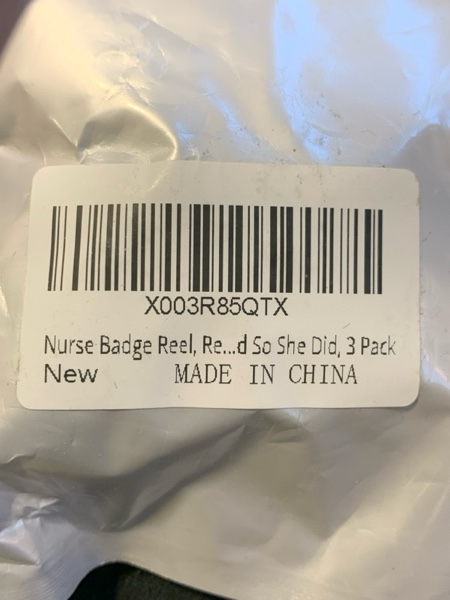 X003R85QTX
Nurse Badge Reel, Re...d So She Did, 3 Pack
New MADE IN CHINA